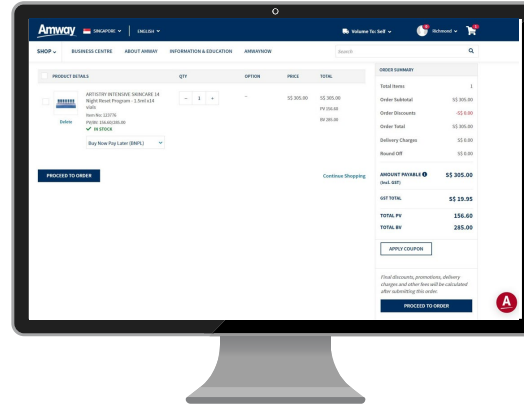 Amway
SINGAPORE
ENGLISH
Volume To: Self
Richmond
SHOP
BUSINESS CENTRE
ABOUT AMWAY
INFORMATION & EDUCATION
AMWAYNOW
Search
PRODUCT DETAILS
QTY
OPTION
PRICE
TOTAL
ARTISTRY INTENSIVE SKINCARE 14
Night Reset Program - 1.5ml x14
vials
Item No: 123776
PV/BV: 156.60/285.00
IN STOCK
Delete
Buy Now Pay Later (BNPL)
- 1 +
-
S$ 305.00
S$ 305.00
PV 156.60
BV 285.00
PROCEED TO ORDER
Continue Shopping
ORDER SUMMARY
Total Items 1
Order Subtotal S$ 305.00
Order Discounts -S$ 0.00
Order Total S$ 305.00
Delivery Charges S$ 0.00
Round Off S$ 0.00
AMOUNT PAYABLE S$ 305.00
(Incl. GST)
GST TOTAL S$ 19.95
TOTAL PV 156.60
TOTAL BV 285.00
APPLY COUPON
Final discounts, promotions, delivery
charges and other fees will be calculated
after submitting this order.
PROCEED TO ORDER
A